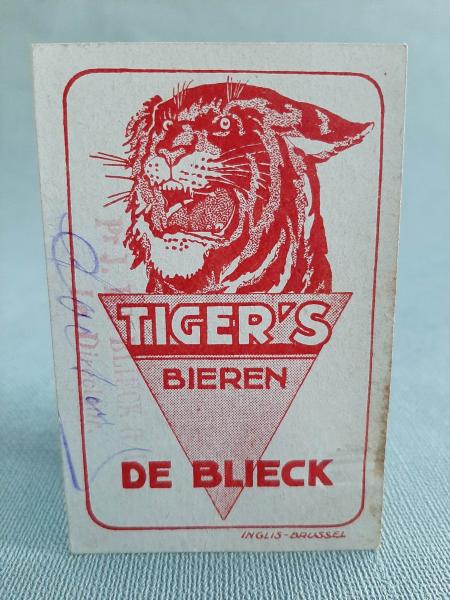 TIGER'S
BIEREN
DE BLIECK
INGLIS-BRUSSEL